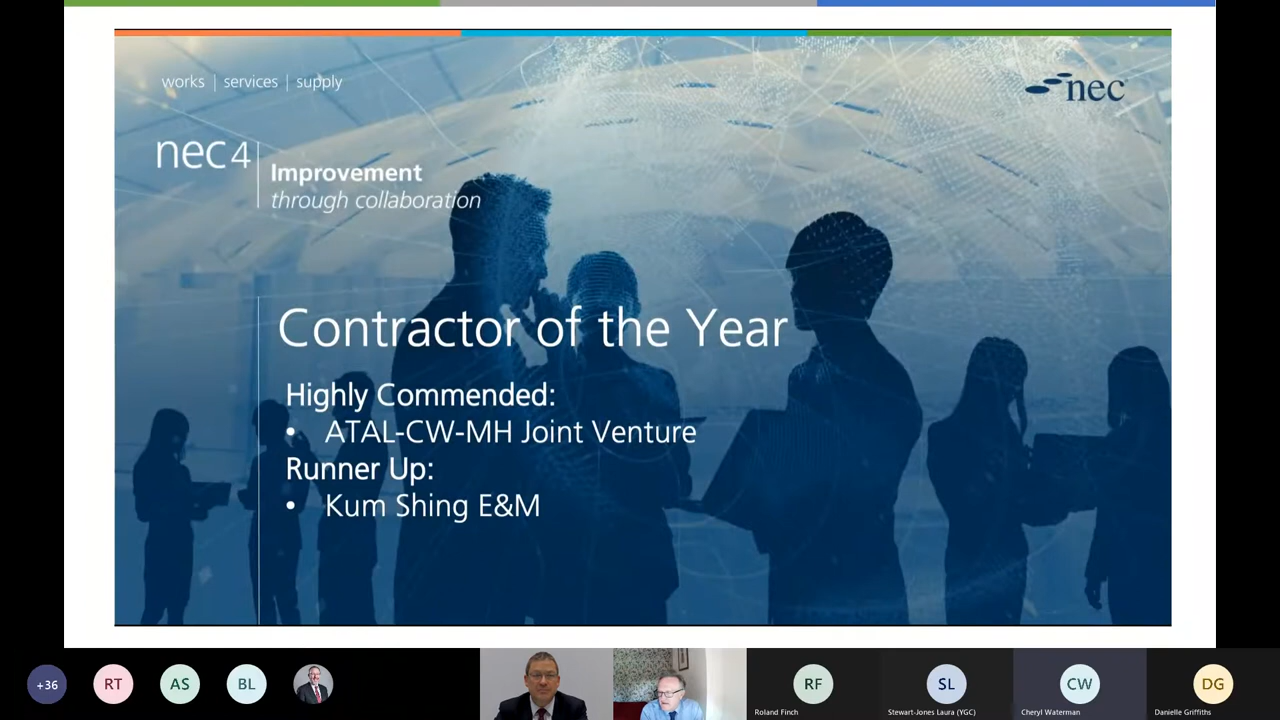 works | services | supply
nec
nec4
Improvement
through collaboration
Contractor of the Year
Highly Commended:
• ATAL-CW-MH Joint Venture
Runner Up:
• Kum Shing E&M
+36
RT
AS
BL
RF
SL
CW
DG
Roland Finch
Stewart-Jones Laura (YGC)
Cheryl Waterman
Danielle Griffiths